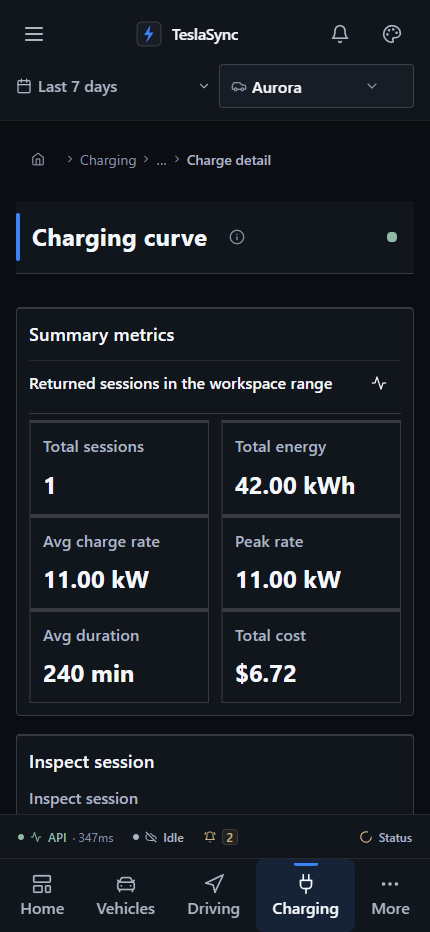 TeslaSync
Last 7 days
Aurora
Charging
...
Charge detail
Charging curve
Summary metrics
Returned sessions in the workspace range
Total sessions
1
Total energy
42.00 kWh
Avg charge rate
11.00 kW
Peak rate
11.00 kW
Avg duration
240 min
Total cost
$6.72
Inspect session
Inspect session
API · 347ms
Idle
2
Status
Home
Vehicles
Driving
Charging
More